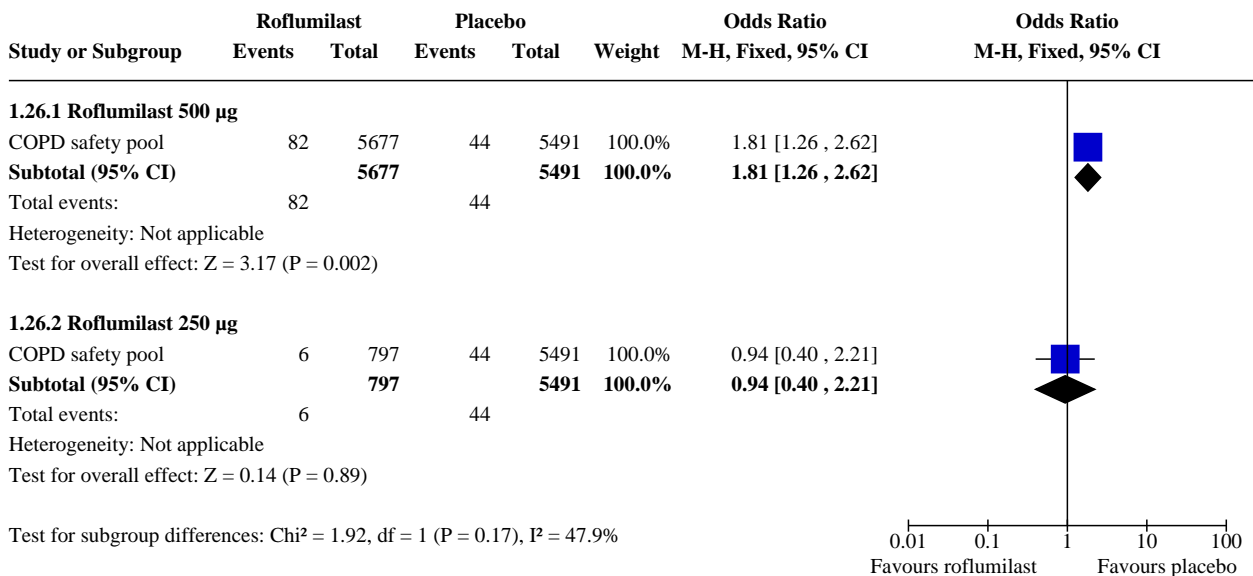 Roflumilast Placebo Odds Ratio Odds Ratio
Study or Subgroup Events Total Events Total Weight M-H, Fixed, 95% CI M-H, Fixed, 95% CI
1.26.1 Roflumilast 500 µg
COPD safety pool 82 5677 44 5491 100.0% 1.81 [1.26 , 2.62]
Subtotal (95% CI) 5677 5491 100.0% 1.81 [1.26 , 2.62]
Total events: 82 44
Heterogeneity: Not applicable
Test for overall effect: Z = 3.17 (P = 0.002)
1.26.2 Roflumilast 250 µg
COPD safety pool 6 797 44 5491 100.0% 0.94 [0.40 , 2.21]
Subtotal (95% CI) 797 5491 100.0% 0.94 [0.40 , 2.21]
Total events: 6 44
Heterogeneity: Not applicable
Test for overall effect: Z = 0.14 (P = 0.89)
Test for subgroup differences: Chi² = 1.92, df = 1 (P = 0.17), I² = 47.9%
0.01 0.1 1 10 100
Favours roflumilast Favours placebo